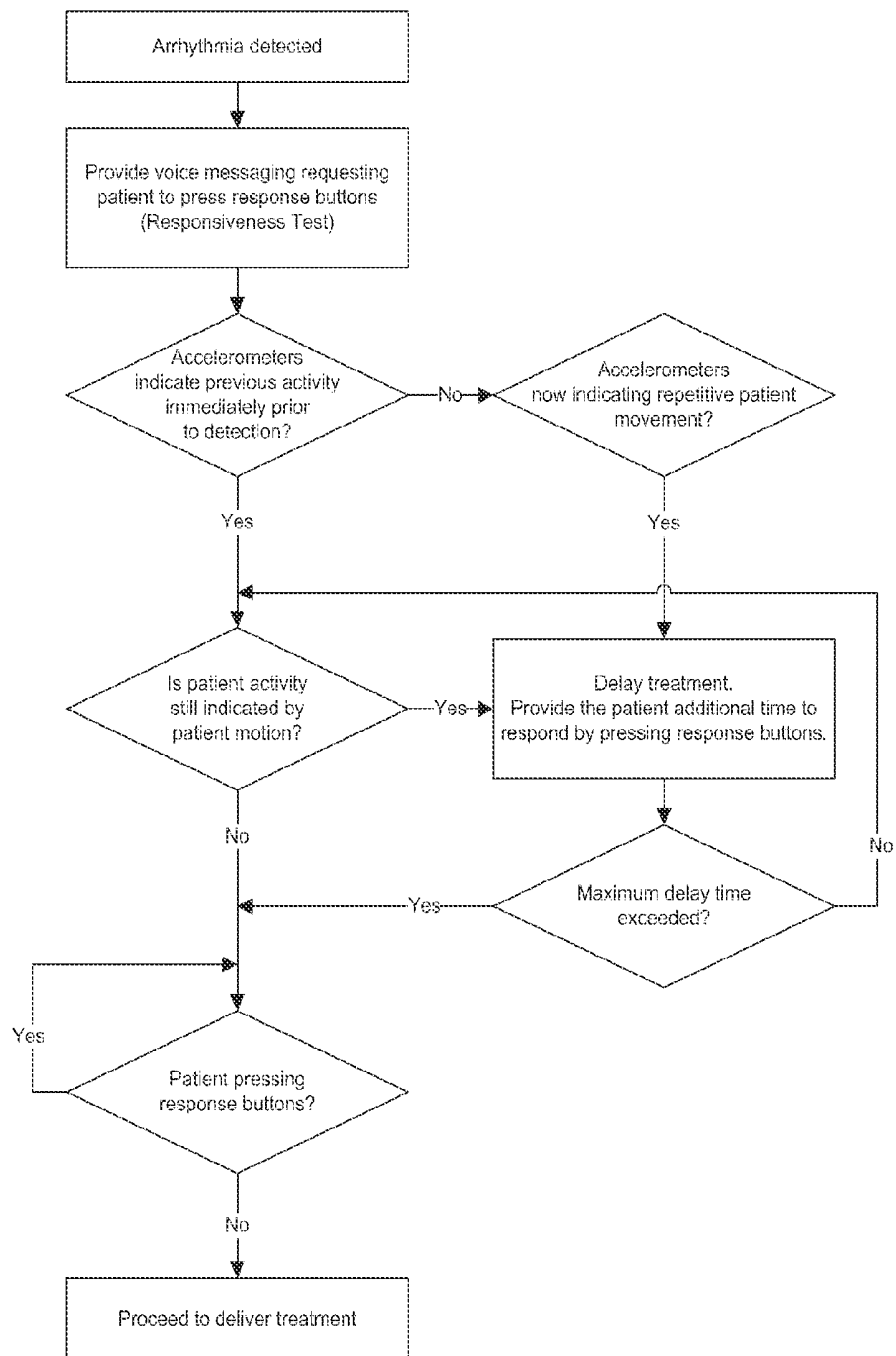 Arrhythmia detected
Provide voice messaging requesting
patient to press response buttons
(Responsiveness Test)
Accelerometers
indicate previous activity
immediately prior
to detection?
No
Accelerometers
now indicating repetitive patient
movement?
Yes
Yes
Is patient activity
still indicated by
patient motion?
Yes
Delay treatment.
Provide the patient additional time to
respond by pressing response buttons.
No
No
Maximum delay time
exceeded?
Yes
Yes
Patient pressing
response buttons?
No
Proceed to deliver treatment